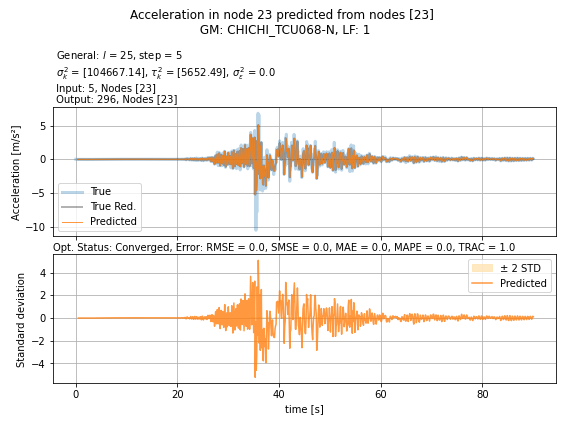 Acceleration in node 23 predicted from nodes [23]
GM: CHICHI_TCU068-N, LF: 1
General: l = 25, step = 5
σ²ₖ = [104667.14], τ²ₖ = [5652.49], σ²_ε = 0.0
Input: 5, Nodes [23]
Output: 296, Nodes [23]
Acceleration [m/s²]
5
0
−5
−10
True
True Red.
Predicted
Opt. Status: Converged, Error: RMSE = 0.0, SMSE = 0.0, MAE = 0.0, MAPE = 0.0, TRAC = 1.0
Standard deviation
4
2
0
−2
−4
± 2 STD
Predicted
0 20 40 60 80
time [s]